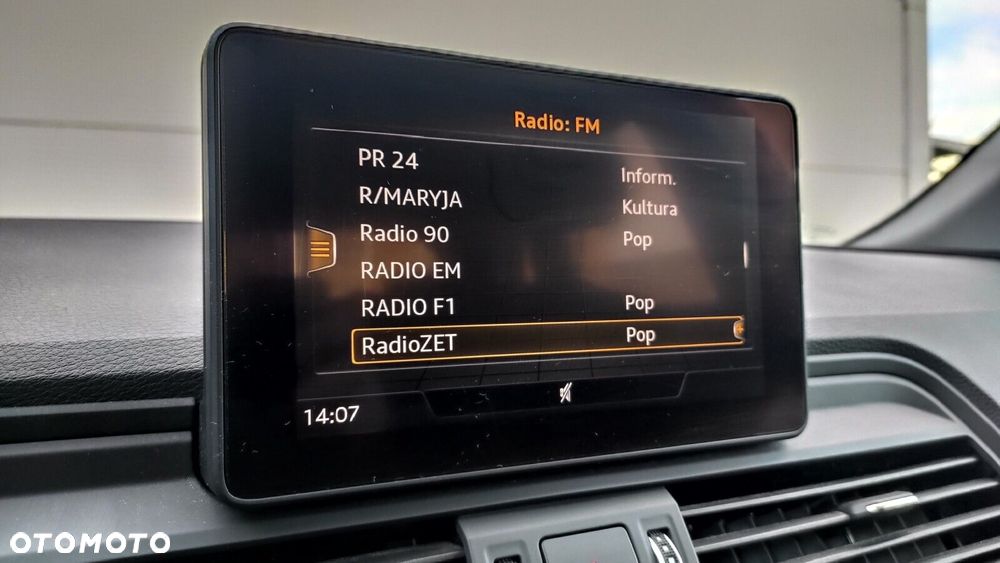 Radio: FM
PR 24 Inform.
R/MARYJA Kultura
Radio 90 Pop
RADIO EM
RADIO F1 Pop
RadioZET Pop
14:07
OTOMOTO